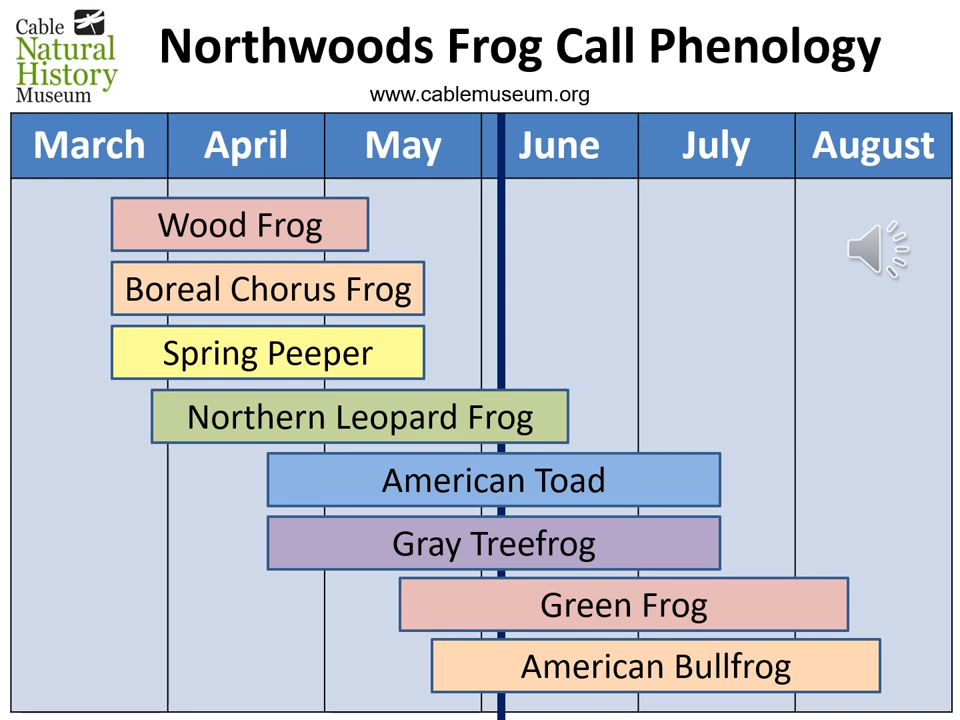 Cable
Natural
History
Museum
Northwoods Frog Call Phenology
www.cablemuseum.org
March April May June July August
Wood Frog
Boreal Chorus Frog
Spring Peeper
Northern Leopard Frog
American Toad
Gray Treefrog
Green Frog
American Bullfrog